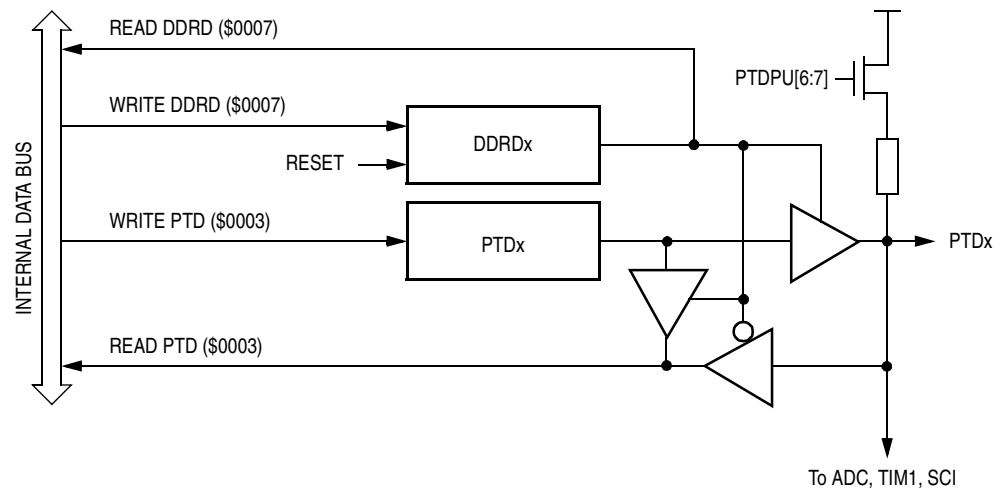 READ DDRD ($0007)
PTDPU[6:7]
WRITE DDRD ($0007)
DDRDx
RESET
INTERNAL DATA BUS
WRITE PTD ($0003)
PTDx
PTDx
READ PTD ($0003)
To ADC, TIM1, SCI